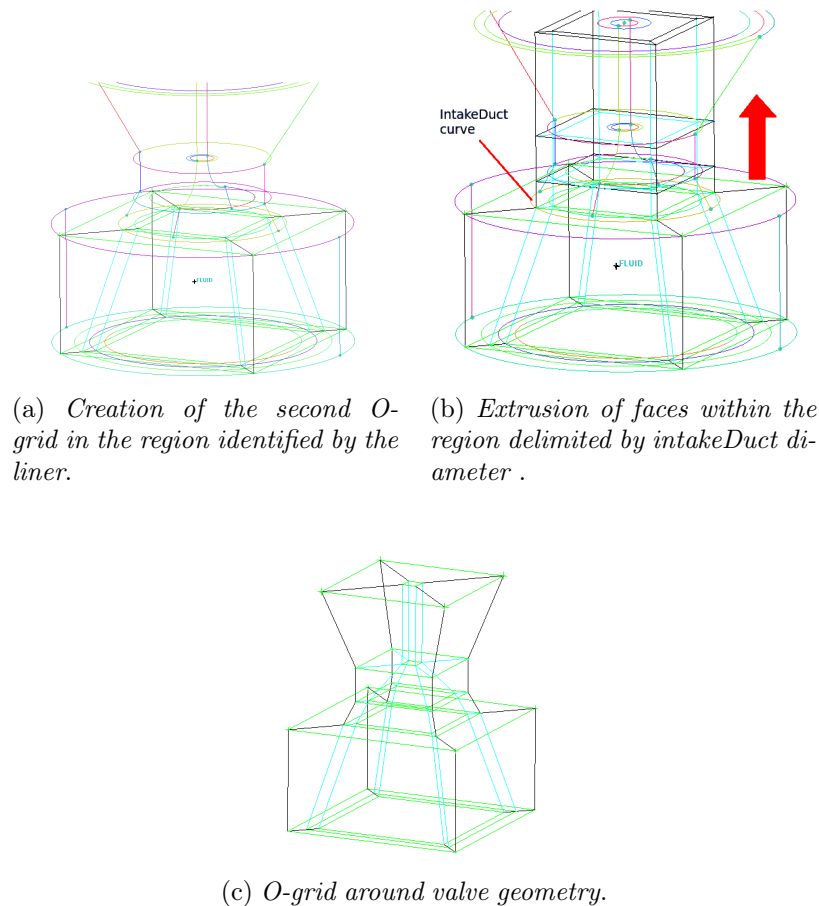 IntakeDuct
curve
FLUID
FLUID
(a) Creation of the second O-
grid in the region identified by the
liner.
(b) Extrusion of faces within the
region delimited by intakeDuct di-
ameter .
(c) O-grid around valve geometry.